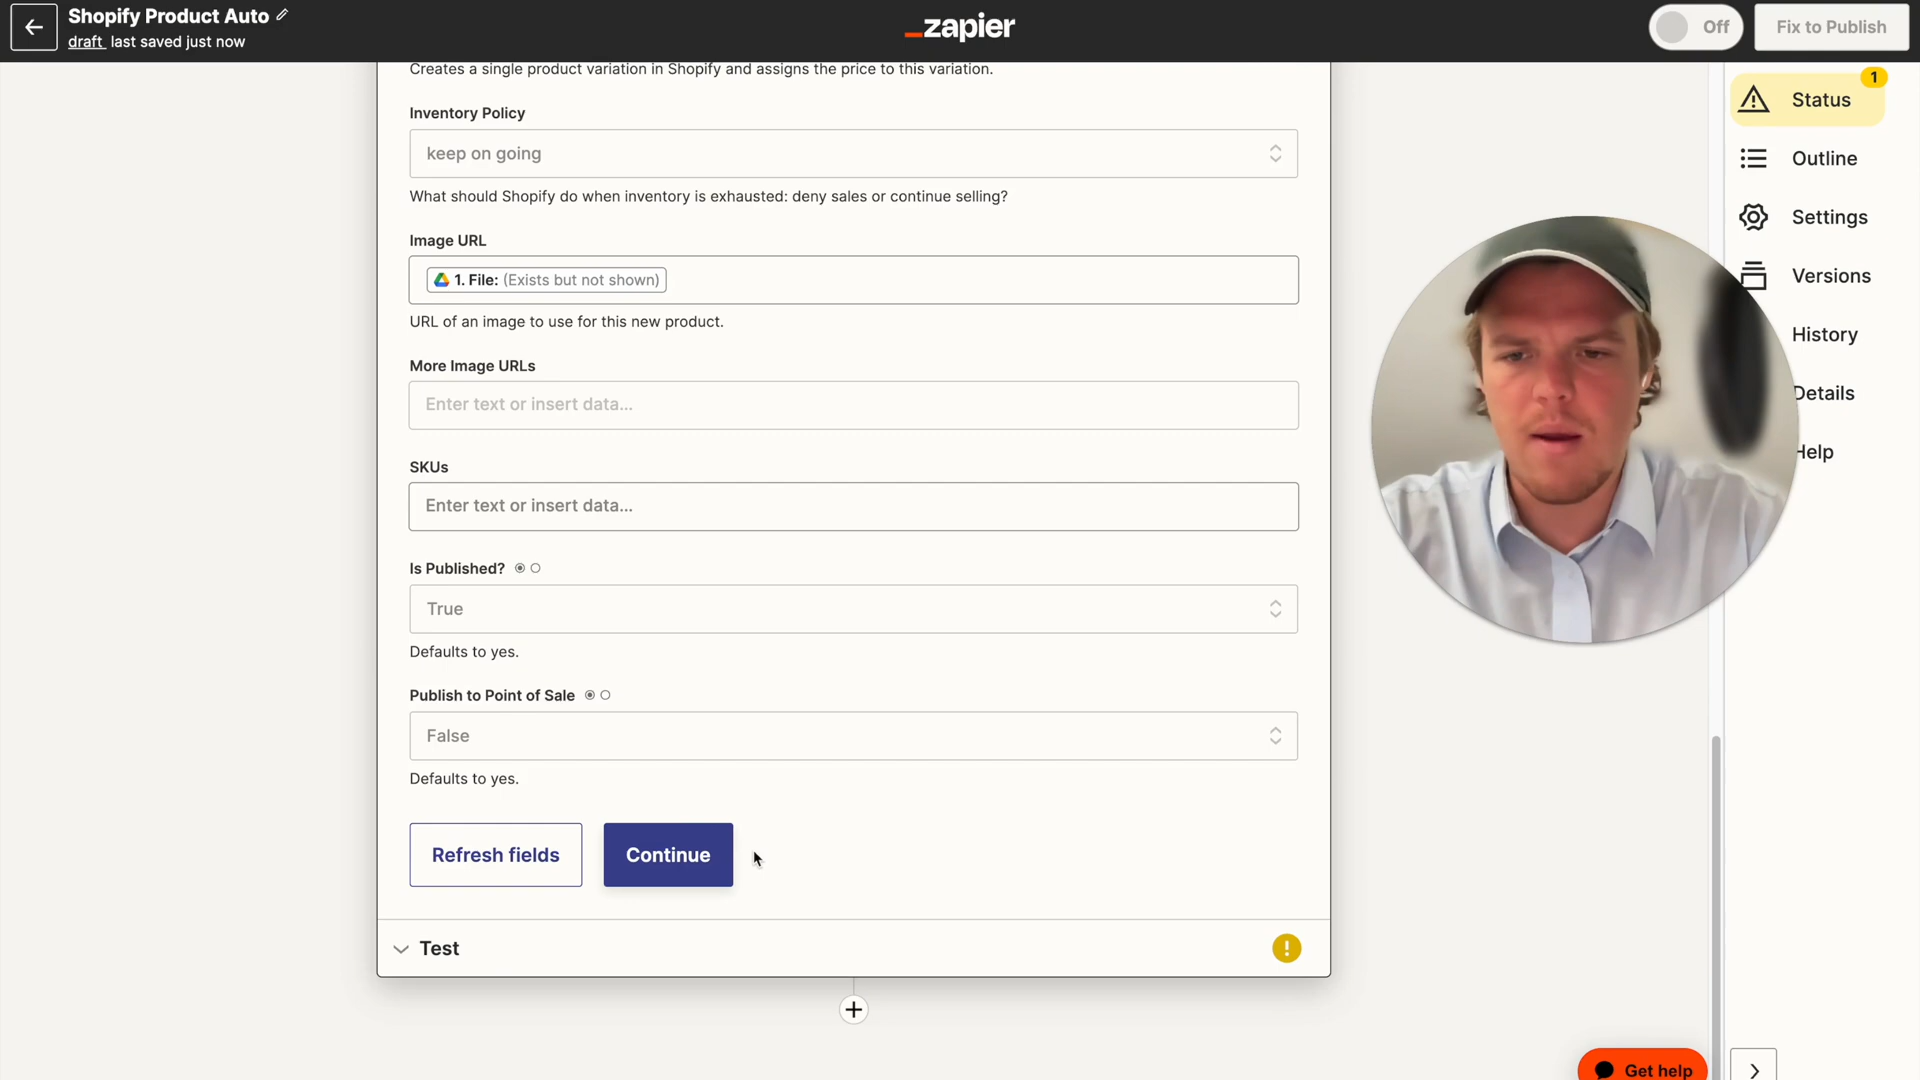 Shopify Product Auto
draft last saved just now
zapier
Off
Fix to Publish
Creates a single product variation in Shopify and assigns the price to this variation.
Inventory Policy
keep on going
What should Shopify do when inventory is exhausted: deny sales or continue selling?
Image URL
1. File: (Exists but not shown)
URL of an image to use for this new product.
More Image URLs
Enter text or insert data...
SKUs
Enter text or insert data...
Is Published?
True
Defaults to yes.
Publish to Point of Sale
False
Defaults to yes.
Refresh fields
Continue
Test
!
1
Status
Outline
Settings
Versions
History
Details
Help
Get help